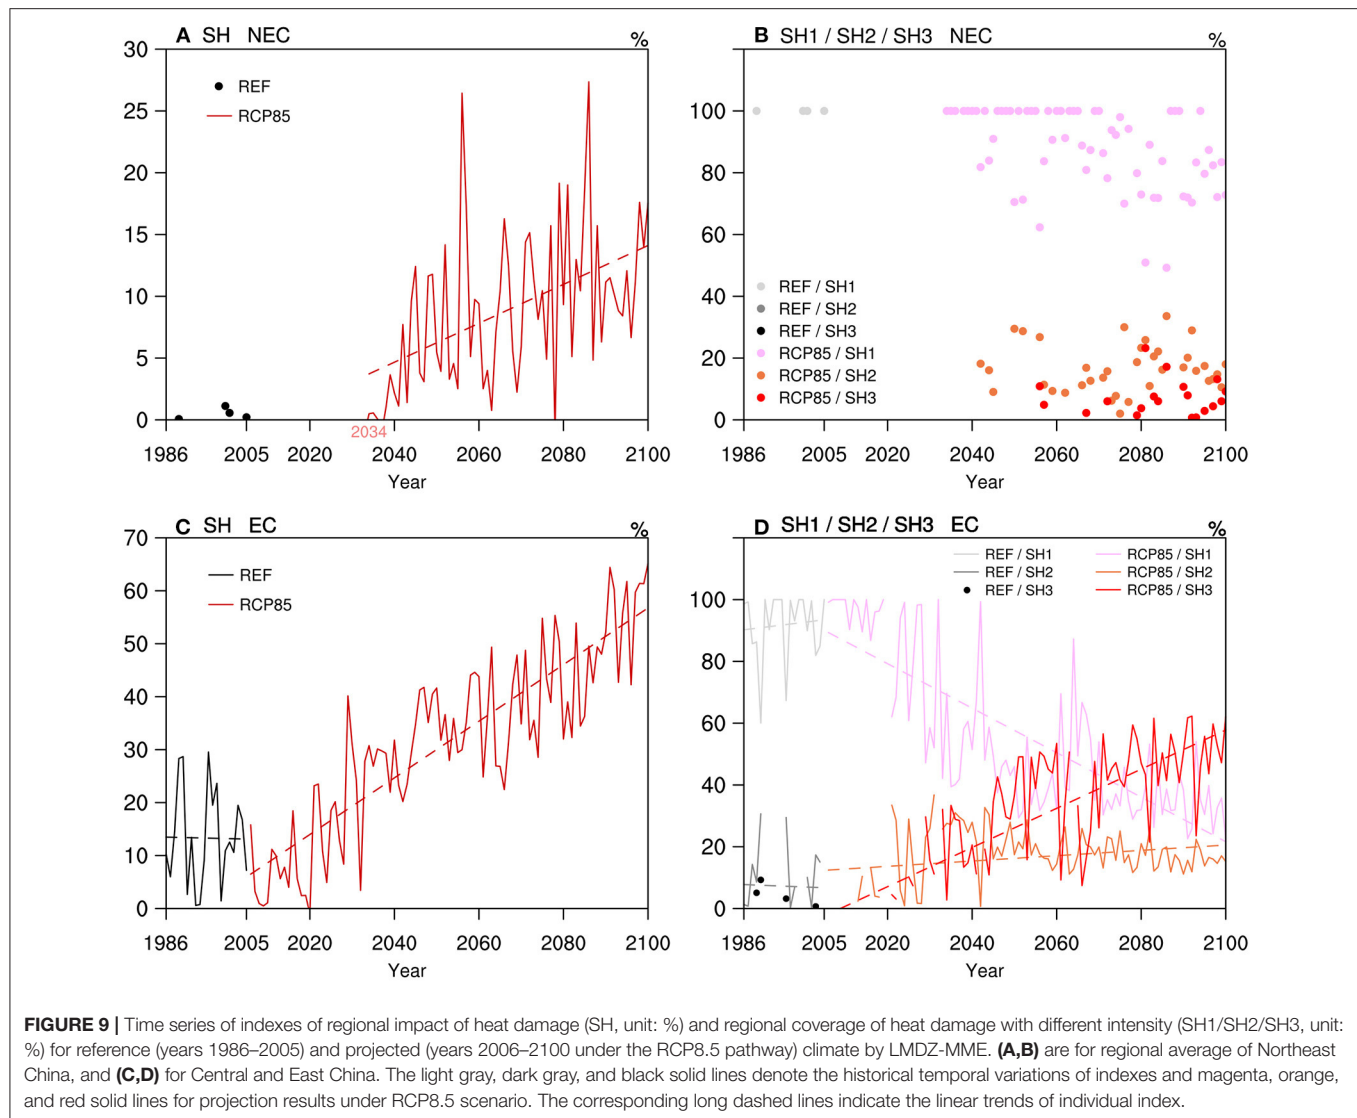 A SH NEC
%
30
25
20
15
10
5
0
REF
RCP85
2034
1986 2005 2020 2040 2060 2080 2100
Year
B SH1 / SH2 / SH3 NEC
%
100
80
60
40
20
0
REF / SH1
REF / SH2
REF / SH3
RCP85 / SH1
RCP85 / SH2
RCP85 / SH3
1986 2005 2020 2040 2060 2080 2100
Year
C SH EC
%
70
60
50
40
30
20
10
0
REF
RCP85
1986 2005 2020 2040 2060 2080 2100
Year
D SH1 / SH2 / SH3 EC
%
100
80
60
40
20
0
REF / SH1
REF / SH2
REF / SH3
RCP85 / SH1
RCP85 / SH2
RCP85 / SH3
1986 2005 2020 2040 2060 2080 2100
Year
FIGURE 9 | Time series of indexes of regional impact of heat damage (SH, unit: %) and regional coverage of heat damage with different intensity (SH1/SH2/SH3, unit:
%) for reference (years 1986–2005) and projected (years 2006–2100 under the RCP8.5 pathway) climate by LMDZ-MME. (A,B) are for regional average of Northeast
China, and (C,D) for Central and East China. The light gray, dark gray, and black solid lines denote the historical temporal variations of indexes and magenta, orange,
and red solid lines for projection results under RCP8.5 scenario. The corresponding long dashed lines indicate the linear trends of individual index.